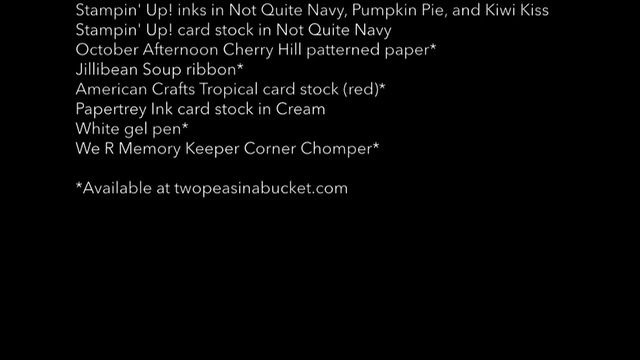 Stampin' Up! inks in Not Quite Navy, Pumpkin Pie, and Kiwi Kiss
Stampin' Up! card stock in Not Quite Navy
October Afternoon Cherry Hill patterned paper*
Jillibean Soup ribbon*
American Crafts Tropical card stock (red)*
Papertrey Ink card stock in Cream
White gel pen*
We R Memory Keeper Corner Chomper*
*Available at twopeasinabucket.com